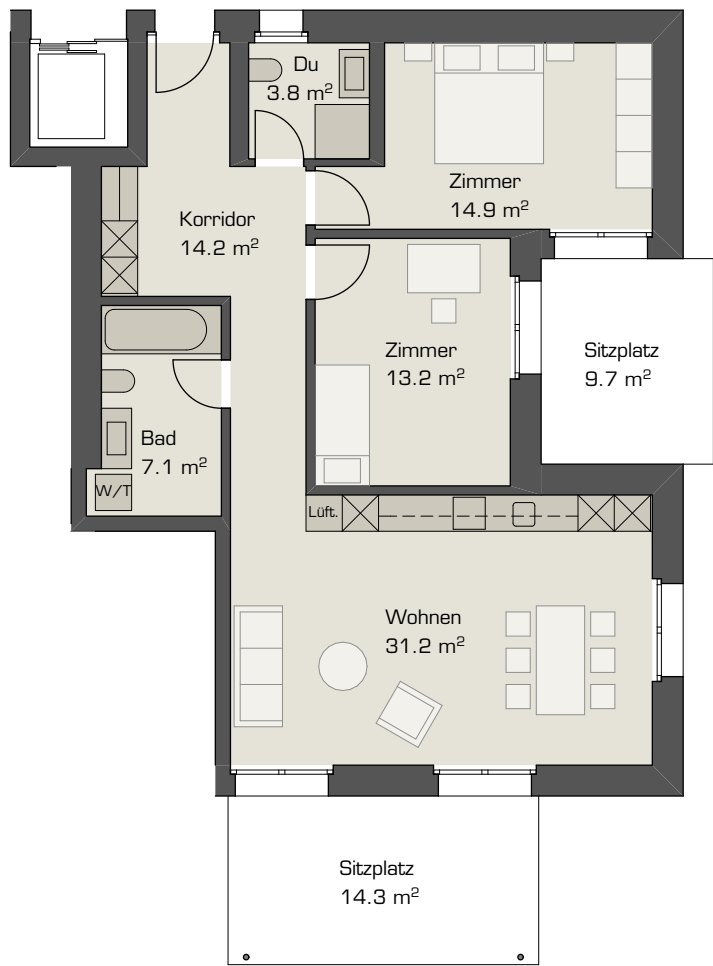 Du
3.8 m²
Zimmer
14.9 m²
Korridor
14.2 m²
Zimmer
13.2 m²
Sitzplatz
9.7 m²
Bad
7.1 m²
W/T
Lüft.
Wohnen
31.2 m²
Sitzplatz
14.3 m²